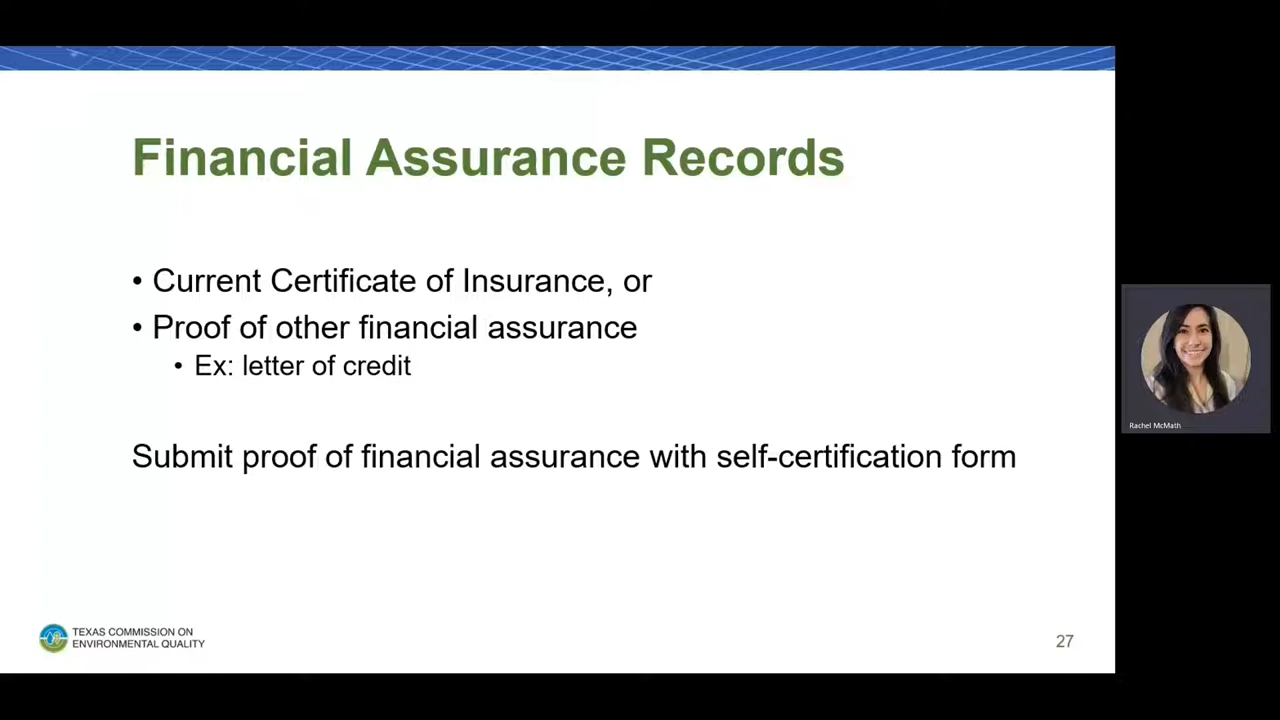 Financial Assurance Records
• Current Certificate of Insurance, or
• Proof of other financial assurance
• Ex: letter of credit
Submit proof of financial assurance with self-certification form
Rachel McMath
TEXAS COMMISSION ON
ENVIRONMENTAL QUALITY
27